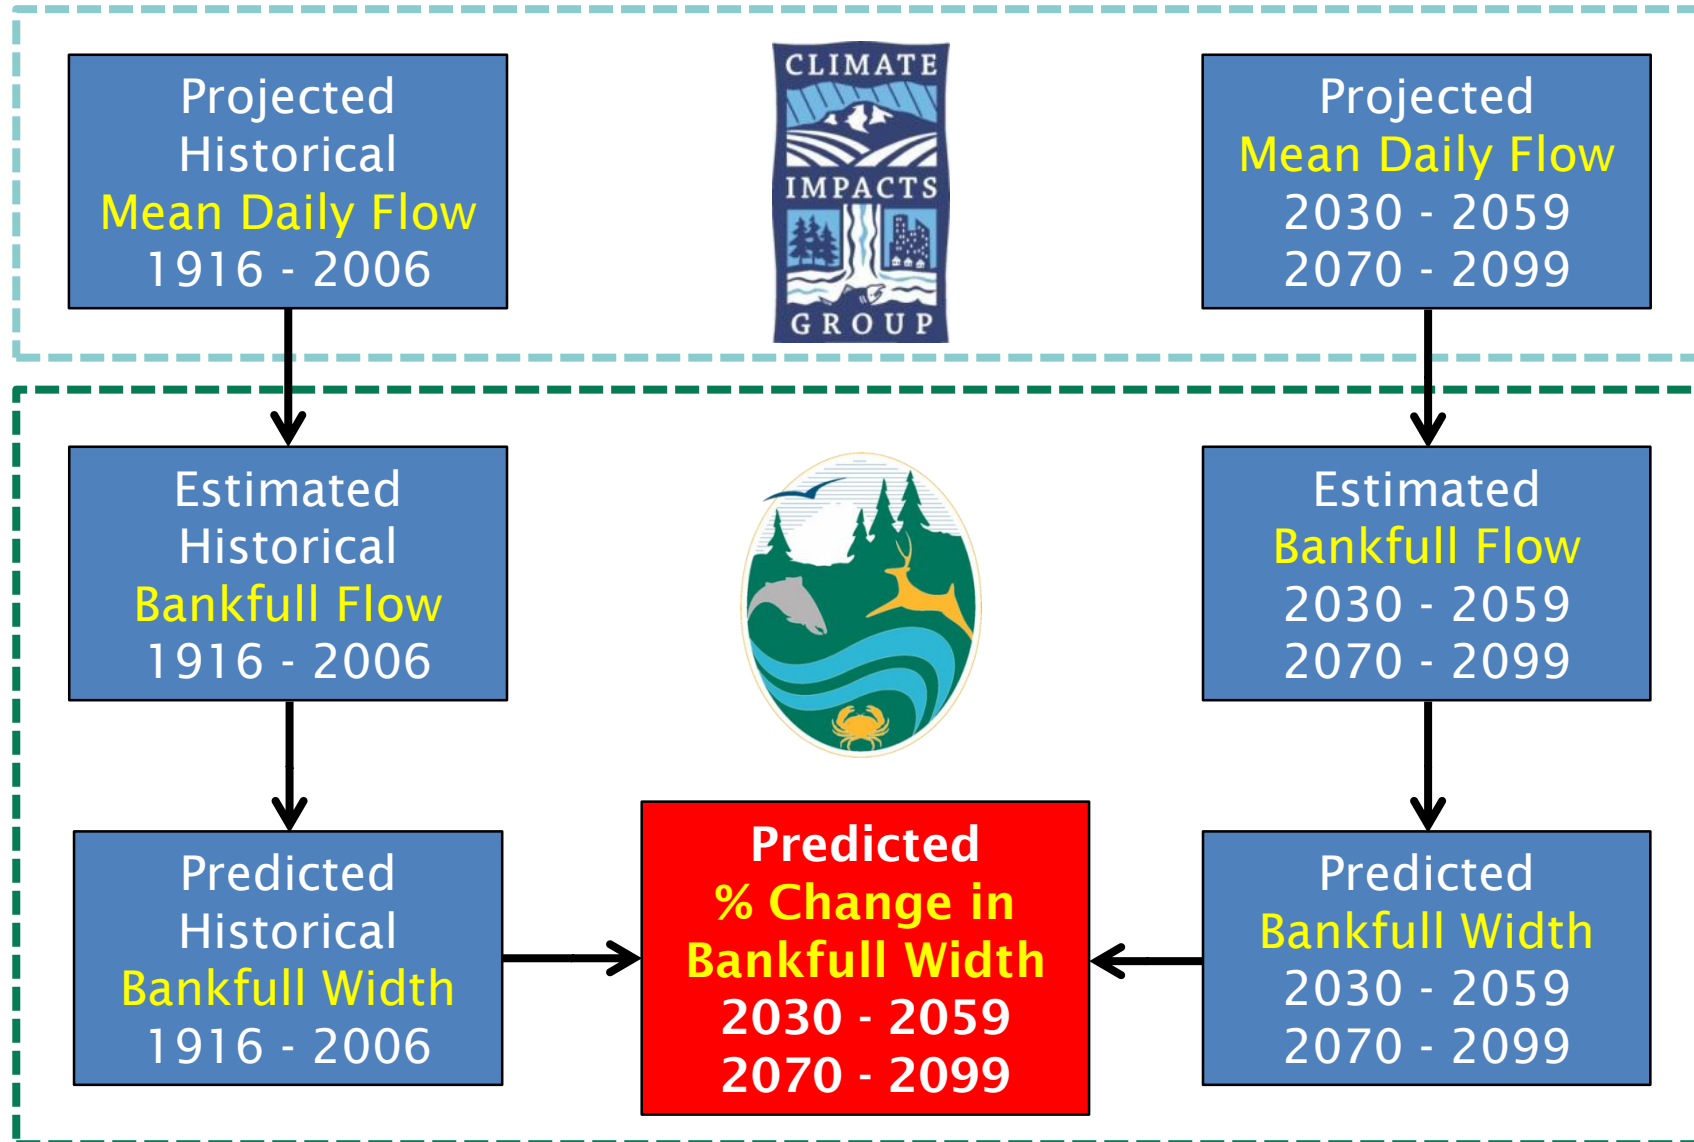 Projected
Historical
Mean Daily Flow
1916 - 2006
CLIMATE
IMPACTS
GROUP
Projected
Mean Daily Flow
2030 - 2059
2070 - 2099
Estimated
Historical
Bankfull Flow
1916 - 2006
Estimated
Bankfull Flow
2030 - 2059
2070 - 2099
Predicted
Historical
Bankfull Width
1916 - 2006
Predicted
% Change in
Bankfull Width
2030 - 2059
2070 - 2099
Predicted
Bankfull Width
2030 - 2059
2070 - 2099